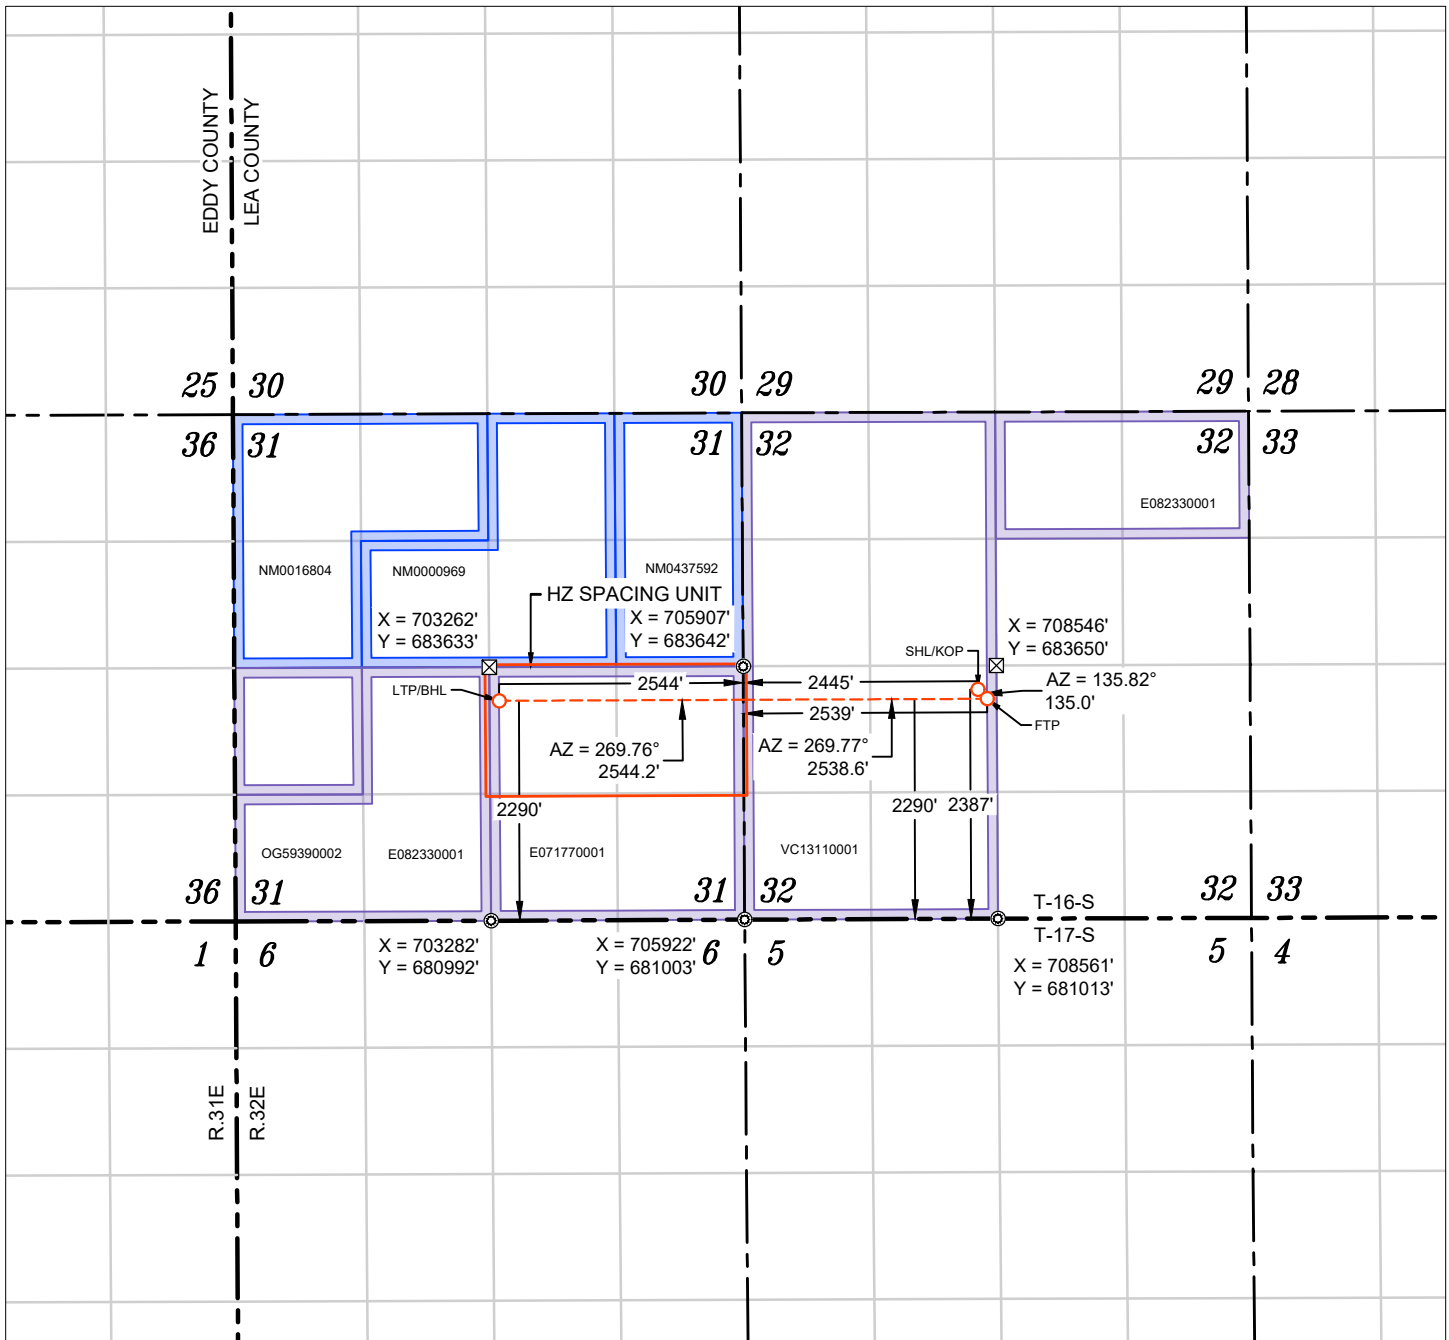 EDDY COUNTY
LEA COUNTY
25
30
30
29
29
28
36
31
31
32
32
33
E082330001
NM0016804
NM0000969
NM0437592
HZ SPACING UNIT
X = 703262'
Y = 683633'
X = 705907'
Y = 683642'
X = 708546'
Y = 683650'
SHL/KOP
LTP/BHL
2544'
2445'
AZ = 135.82°
135.0'
2539'
FTP
AZ = 269.76°
2544.2'
AZ = 269.77°
2538.6'
2290'
2290'
2387'
OG59390002
E082330001
E071770001
VC13110001
36
31
31
32
32
33
T-16-S
T-17-S
1
6
6
5
5
4
X = 703282'
Y = 680992'
X = 705922'
Y = 681003'
X = 708561'
Y = 681013'
R.31E
R.32E